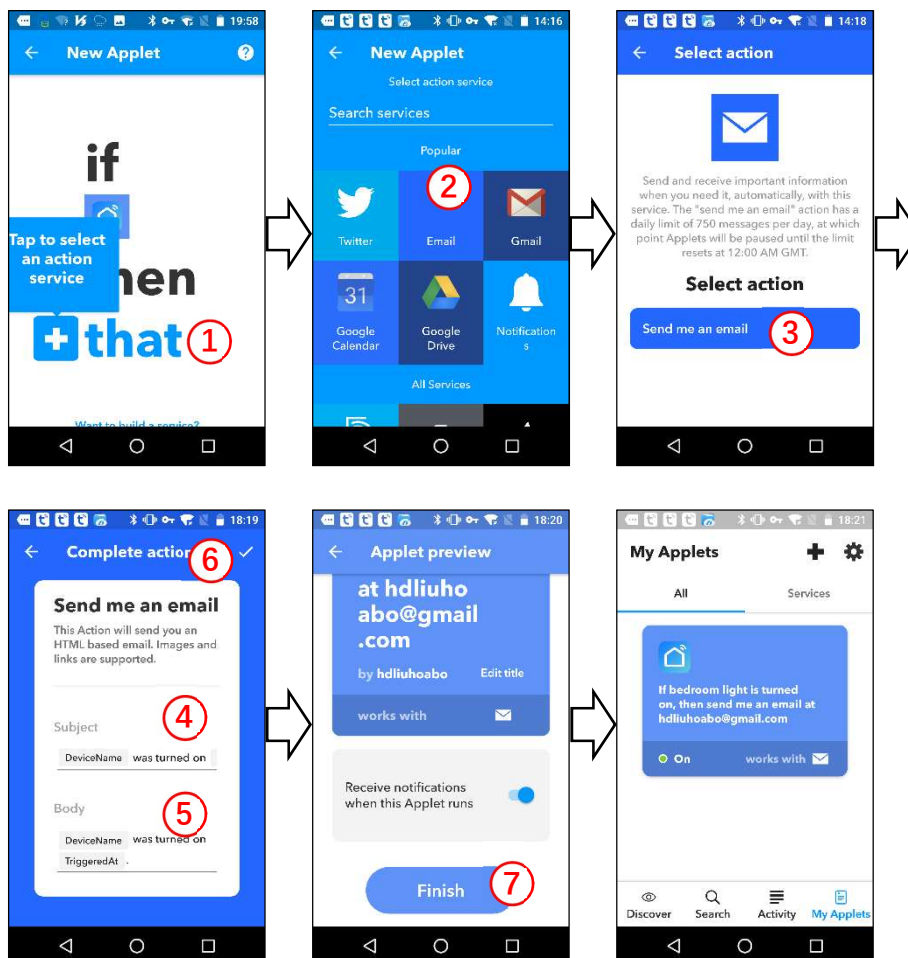 19:58
New Applet
?
if
Tap to select
an action
service
hen
that
1
Want to build a service?
14:16
New Applet
Select action service
Search services
Popular
2
Twitter
Email
Gmail
31
Google
Calendar
Google
Drive
Notification
s
All Services
14:18
Select action
Send and receive important information
when you need it, automatically, with this
service. The "send me an email" action has a
daily limit of 750 messages per day, at which
point Applets will be paused until the limit
resets at 12:00 AM GMT.
Select action
Send me an email
3
18:19
Complete action
6
Send me an email
This Action will send you an
HTML based email. Images and
links are supported.
Subject
4
DeviceName was turned on
Body
5
DeviceName was turned on
TriggeredAt .
18:20
Applet preview
at hdliuho
abo@gmail
.com
by hdliuhoabo
Edit title
works with
Receive notifications
when this Applet runs
Finish
7
18:21
My Applets
All
Services
If bedroom light is turned
on, then send me an email at
hdliuhoabo@gmail.com
On
works with
Discover
Search
Activity
My Applets